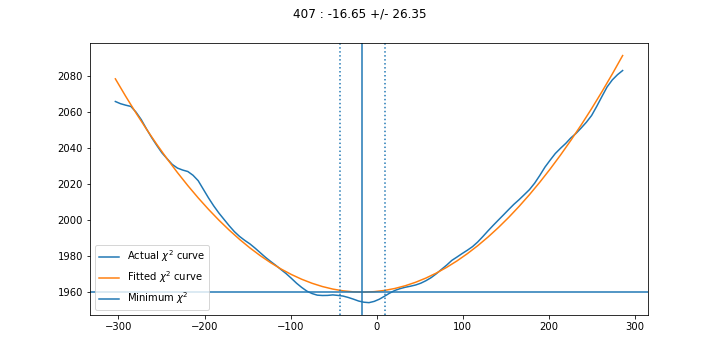 407 : -16.65 +/- 26.35
2080
2060
2040
2020
2000
1980
1960
Actual χ² curve
Fitted χ² curve
Minimum χ²
−300 −200 −100 0 100 200 300